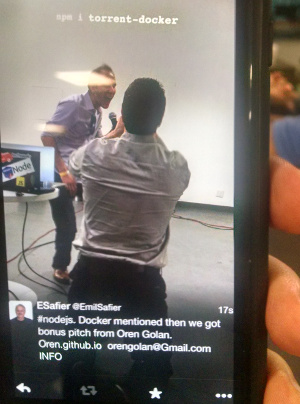 npm i torrent-docker
Node
ESafier @EmilSafier 17s
#nodejs. Docker mentioned then we got
bonus pitch from Oren Golan.
Oren.github.io orengolan@Gmail.com
INFO